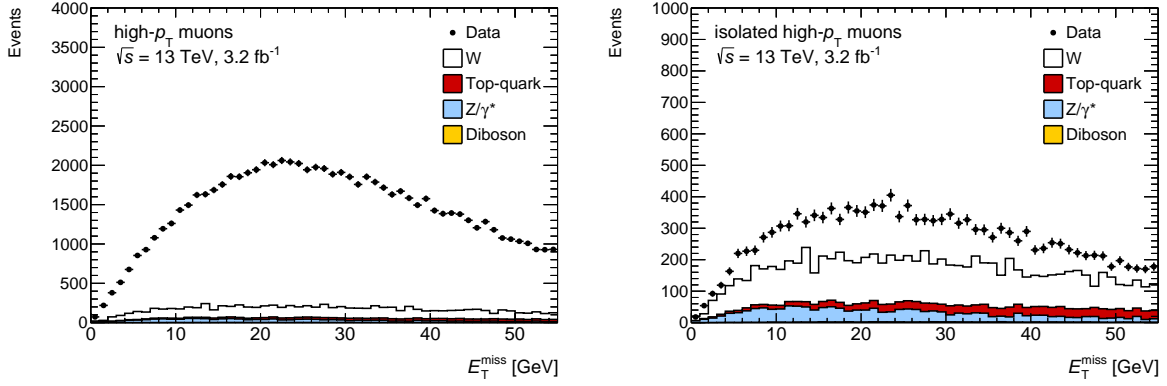 Events
4000
3500
3000
2500
2000
1500
1000
500
0
high-pT muons
√s = 13 TeV, 3.2 fb⁻¹
Data
W
Top-quark
Z/γ*
Diboson
0 10 20 30 40 50
E_T^miss [GeV]
Events
1000
900
800
700
600
500
400
300
200
100
0
isolated high-pT muons
√s = 13 TeV, 3.2 fb⁻¹
Data
W
Top-quark
Z/γ*
Diboson
0 10 20 30 40 50
E_T^miss [GeV]